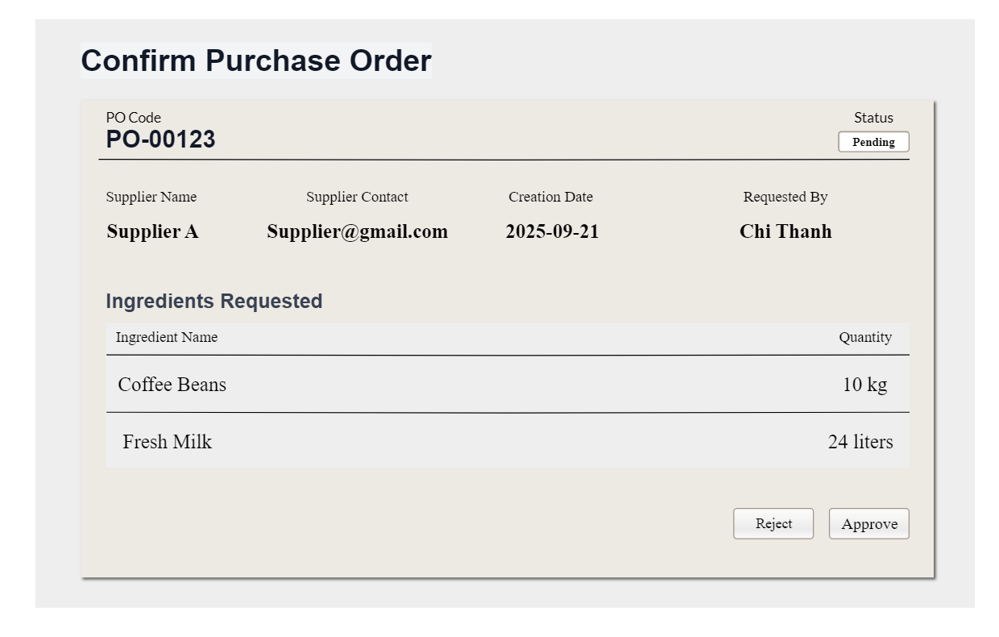 Confirm Purchase Order
PO Code
Status
PO-00123
Pending
Supplier Name Supplier Contact Creation Date Requested By
Supplier A Supplier@gmail.com 2025-09-21 Chi Thanh
Ingredients Requested
Ingredient Name Quantity
Coffee Beans 10 kg
Fresh Milk 24 liters
Reject Approve